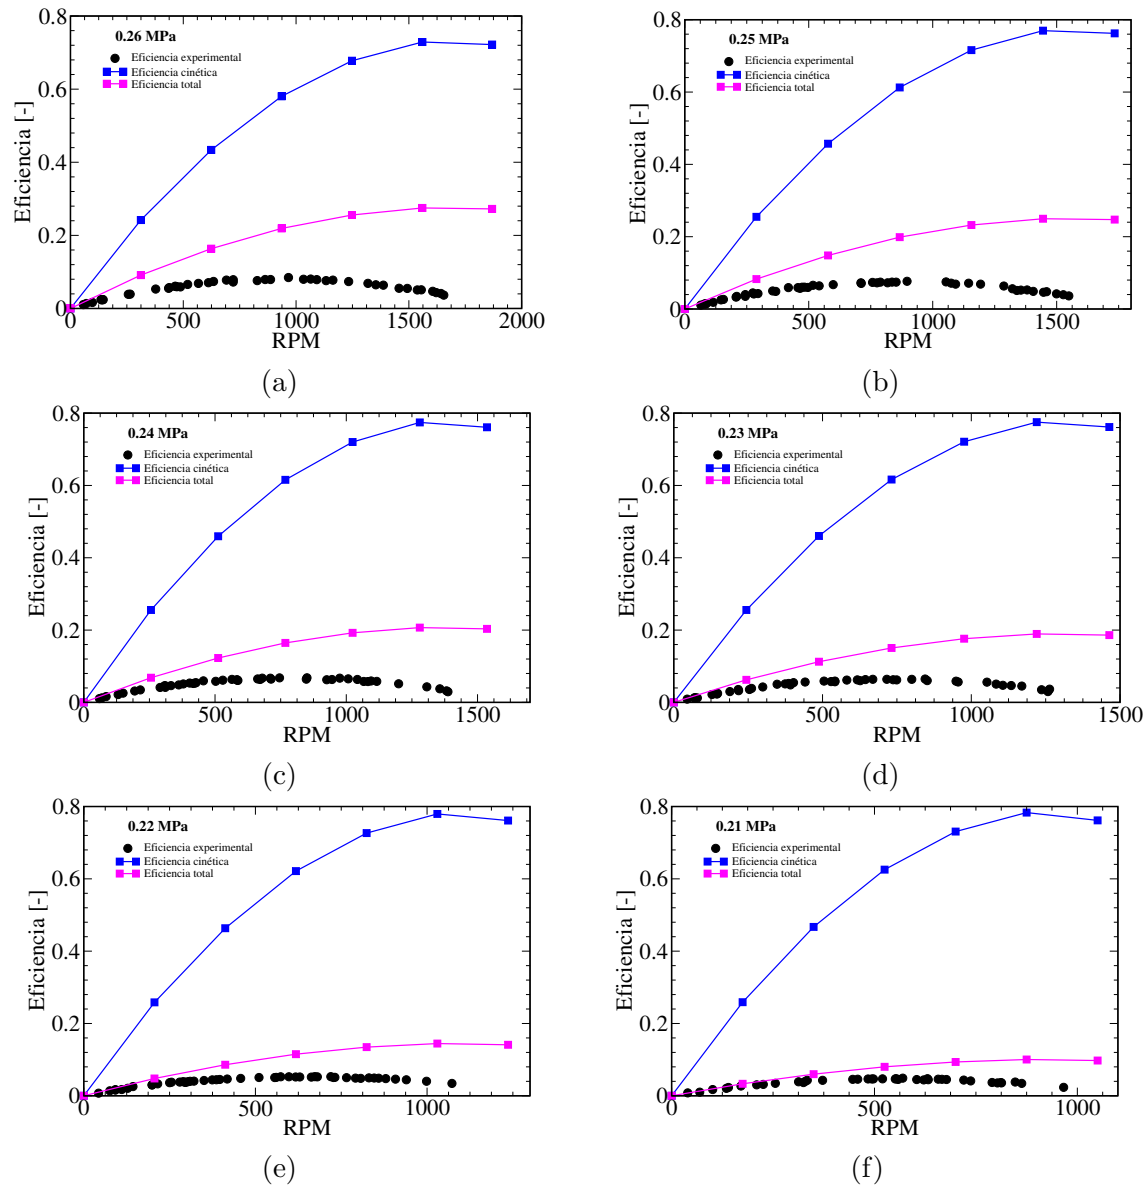 0.26 MPa
Eficiencia experimental
Eficiencia cinética
Eficiencia total
Eficiencia [-]
0.8
0.6
0.4
0.2
0
0
500
1000
1500
2000
RPM
(a)
0.25 MPa
Eficiencia experimental
Eficiencia cinética
Eficiencia total
Eficiencia [-]
0.8
0.6
0.4
0.2
0
0
500
1000
1500
RPM
(b)
0.24 MPa
Eficiencia experimental
Eficiencia cinética
Eficiencia total
Eficiencia [-]
0.8
0.6
0.4
0.2
0
0
500
1000
1500
RPM
(c)
0.23 MPa
Eficiencia experimental
Eficiencia cinética
Eficiencia total
Eficiencia [-]
0.8
0.6
0.4
0.2
0
0
500
1000
1500
RPM
(d)
0.22 MPa
Eficiencia experimental
Eficiencia cinética
Eficiencia total
Eficiencia [-]
0.8
0.6
0.4
0.2
0
0
500
1000
RPM
(e)
0.21 MPa
Eficiencia experimental
Eficiencia cinética
Eficiencia total
Eficiencia [-]
0.8
0.6
0.4
0.2
0
0
500
1000
RPM
(f)